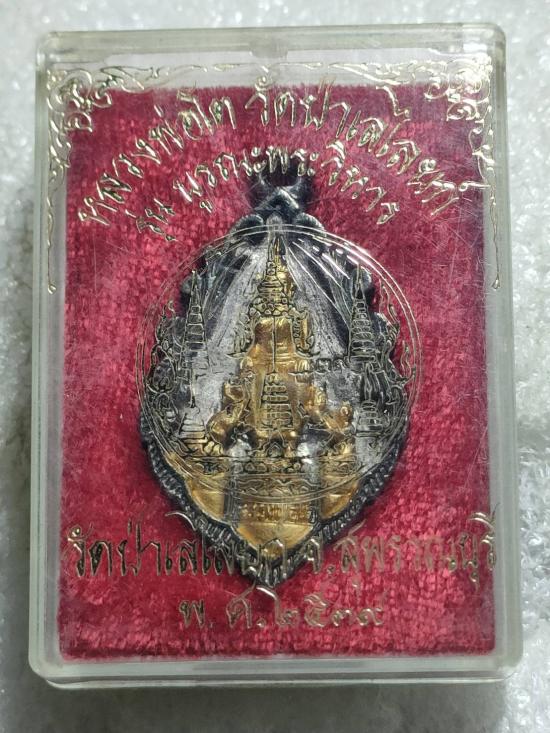 หลวงพ่อโต วัดป่าเลไลยก์
รุ่น บูรณะพระวิหาร
วัดป่าเลไลยก์ จ.สุพรรณบุรี
พ.ศ.๒๕๓๙